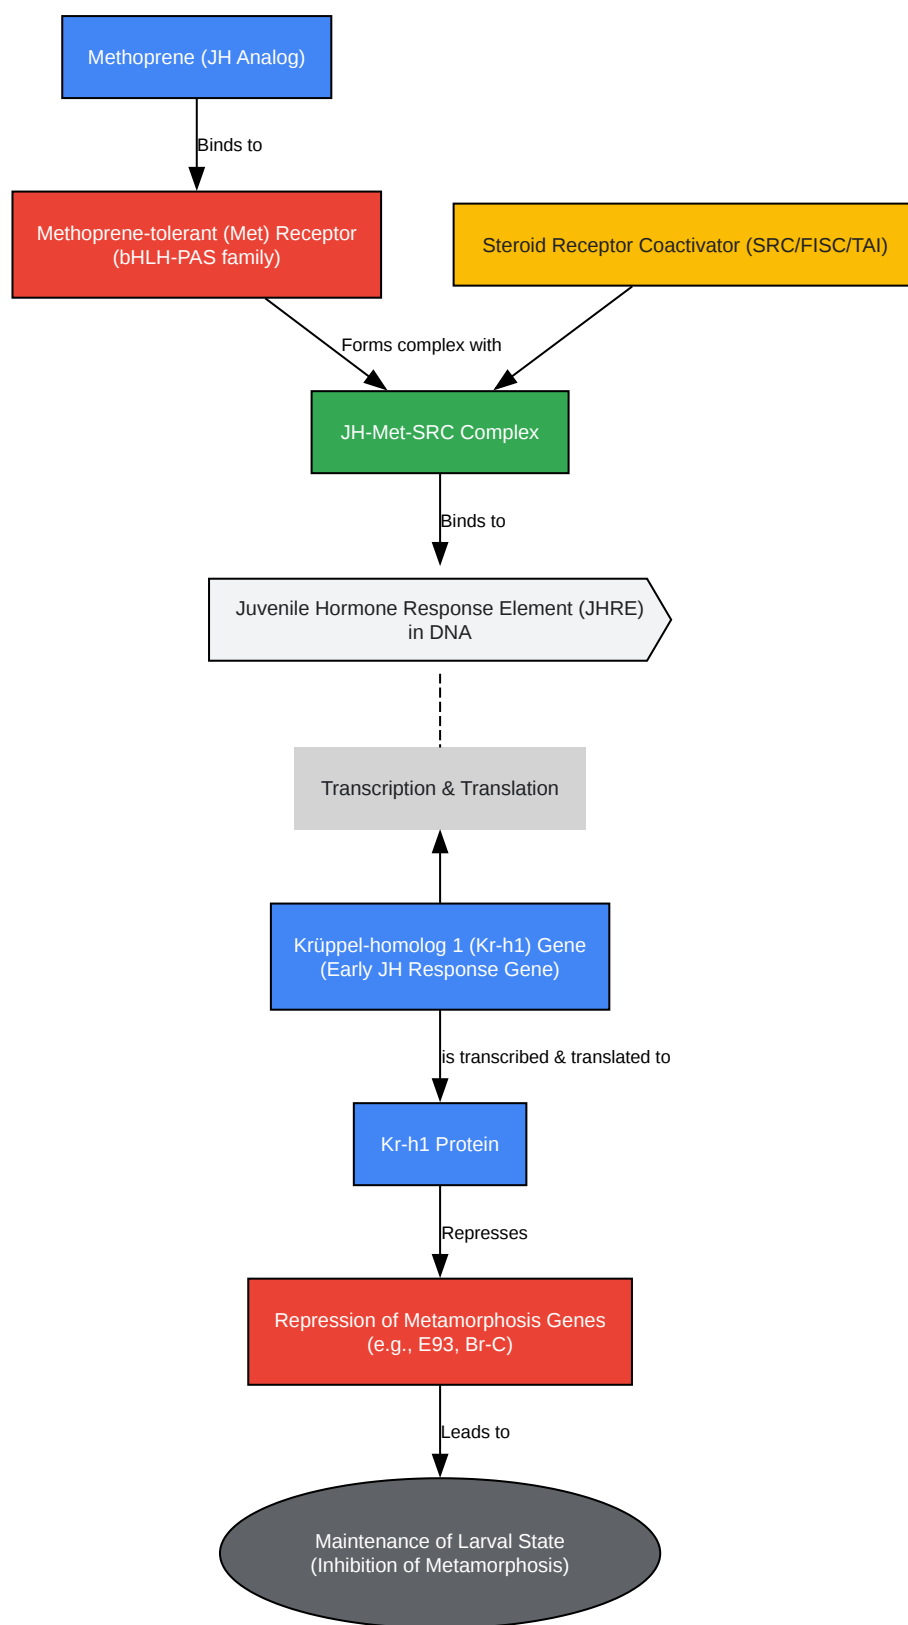 Methoprene (JH Analog)
Binds to
Methoprene-tolerant (Met) Receptor
(bHLH-PAS family)
Steroid Receptor Coactivator (SRC/FISC/TAI)
Forms complex with
JH-Met-SRC Complex
Binds to
Juvenile Hormone Response Element (JHRE)
in DNA
Transcription & Translation
Krüppel-homolog 1 (Kr-h1) Gene
(Early JH Response Gene)
is transcribed & translated to
Kr-h1 Protein
Represses
Repression of Metamorphosis Genes
(e.g., E93, Br-C)
Leads to
Maintenance of Larval State
(Inhibition of Metamorphosis)